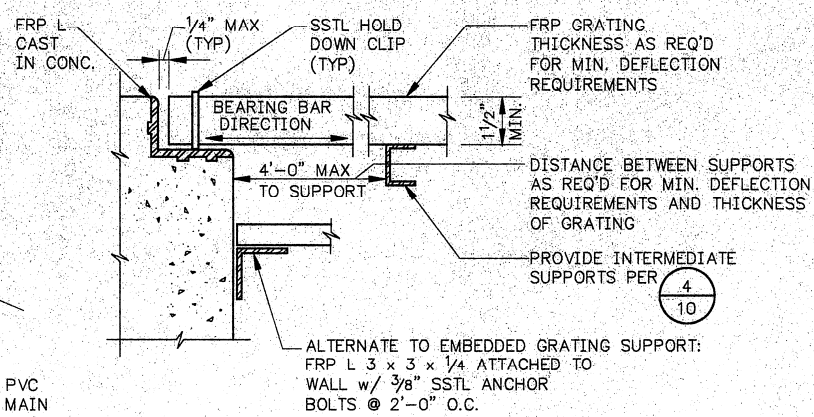 FRP L
CAST
IN CONC.
1/4" MAX
(TYP)
SSTL HOLD
DOWN CLIP
(TYP)
FRP GRATING
THICKNESS AS REQ'D
FOR MIN. DEFLECTION
REQUIREMENTS
BEARING BAR
DIRECTION
1 1/2"
MIN.
4'-0" MAX
TO SUPPORT
DISTANCE BETWEEN SUPPORTS
AS REQ'D FOR MIN. DEFLECTION
REQUIREMENTS AND THICKNESS
OF GRATING
PROVIDE INTERMEDIATE
SUPPORTS PER
4
10
ALTERNATE TO EMBEDDED GRATING SUPPORT:
FRP L 3 x 3 x 1/4 ATTACHED TO
WALL w/ 3/8" SSTL ANCHOR
BOLTS @ 2'-0" O.C.
PVC
MAIN